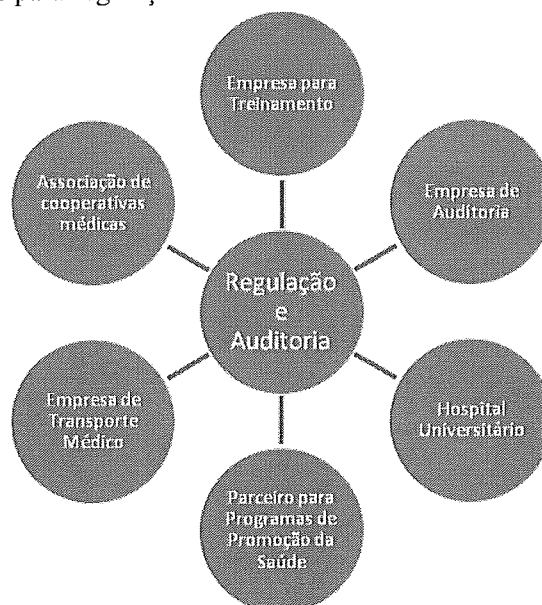 Empresa para
Treinamento
Associação de
cooperativas
médicas
Empresa de
Auditoria
Regulação
e
Auditoria
Empresa de
Transporte
Médico
Hospital
Universitário
Parceiro para
Programas de
Promoção da
Saúde